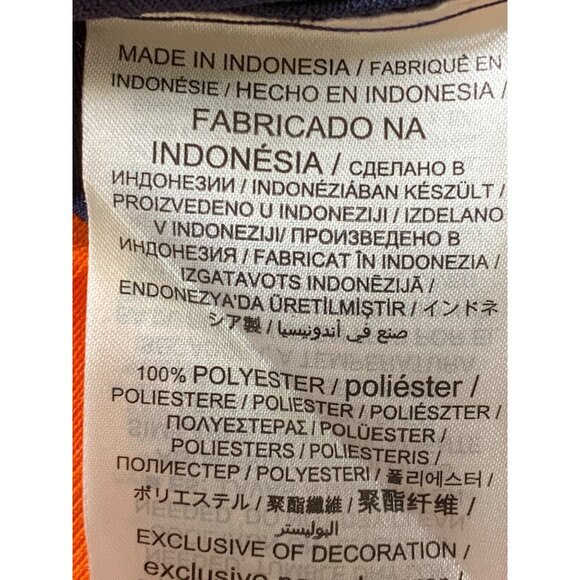 MADE IN INDONESIA / FABRIQUÉ EN
INDONÉSIE / HECHO EN INDONESIA /
FABRICADO NA
INDONÉSIA / СДЕЛАНО В
ИНДОНЕЗИИ / INDONÉZIÁBAN KÉSZÜLT /
PROIZVEDENO U INDONEZIJI / IZDELANO
V INDONEZIJI/ ПРОИЗВЕДЕНО В
ИНДОНЕЗИЯ / FABRICAT ÎN INDONEZIA /
IZGATAVOTS INDONĒZIJĀ /
ENDONEZYA'DA ÜRETİLMİŞTİR / インドネ
シア製 / صنع في أندونيسيا
100% POLYESTER / poliéster /
POLIESTERE / POLIESTER / POLIÉSZTER /
ΠΟΛΥΕΣΤΕΡΑΣ / POLÜESTER /
POLIESTERS / POLIESTERIS /
ПОЛИЕСТЕР / POLYESTERI / 폴리에스터 /
ポリエステル / 聚酯纖維 / 聚酯纤维 /
البوليستر
EXCLUSIVE OF DECORATION /